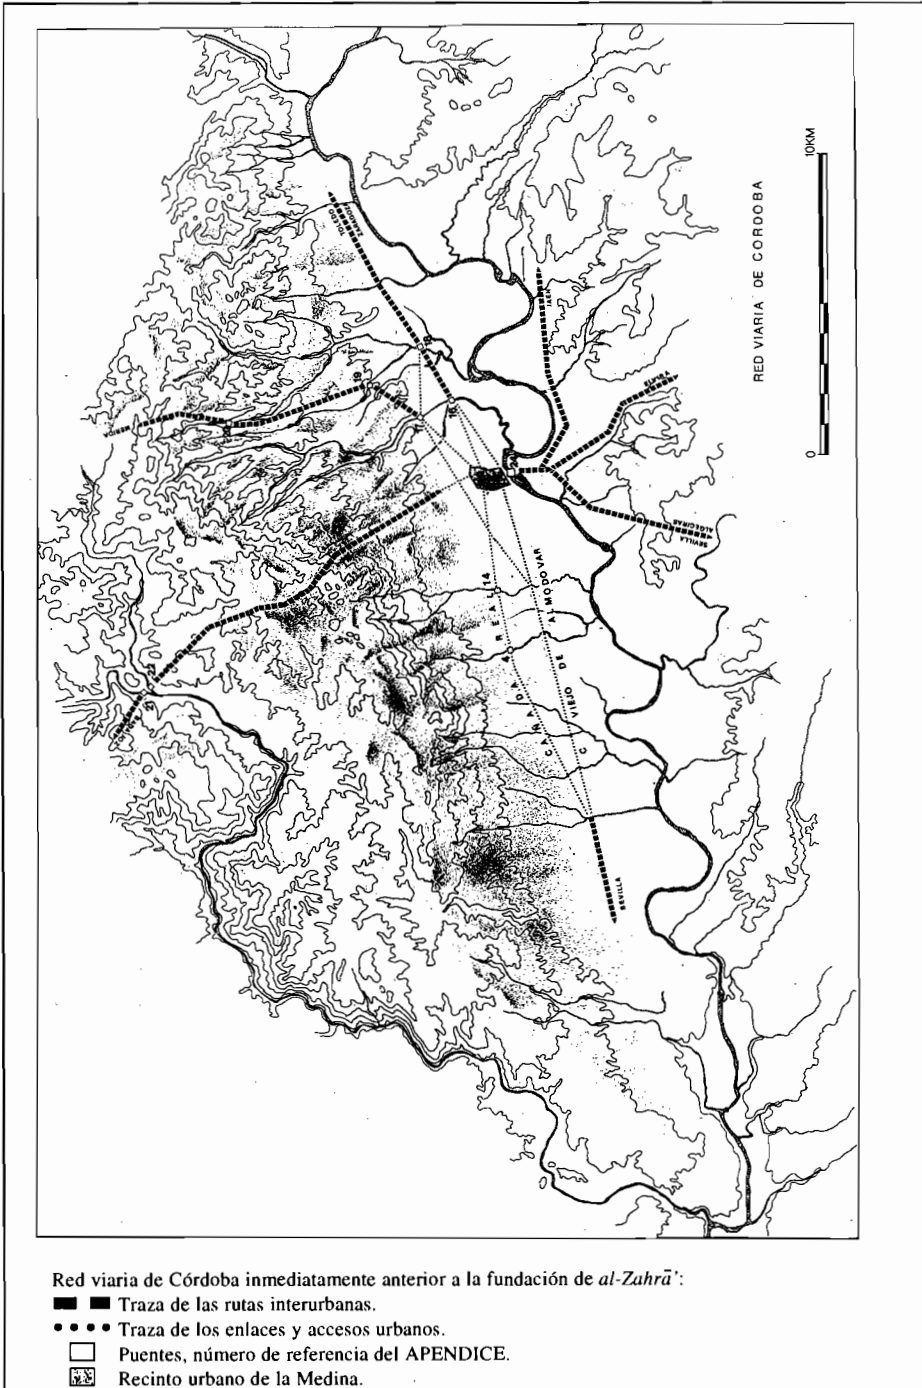 RED VIARIA DE CORDOBA
0
10KM
TOLEDO
ZARAGOZA
JAEN
ELVIRA
SEVILLA
ALGECIRAS
CAÑADA REAL
14
C VIEJO DE ALMODOVAR
SEVILLA
Red viaria de Córdoba inmediatamente anterior a la fundación de al-Zahrā':
Traza de las rutas interurbanas.
Traza de los enlaces y accesos urbanos.
Puentes, número de referencia del APENDICE.
Recinto urbano de la Medina.